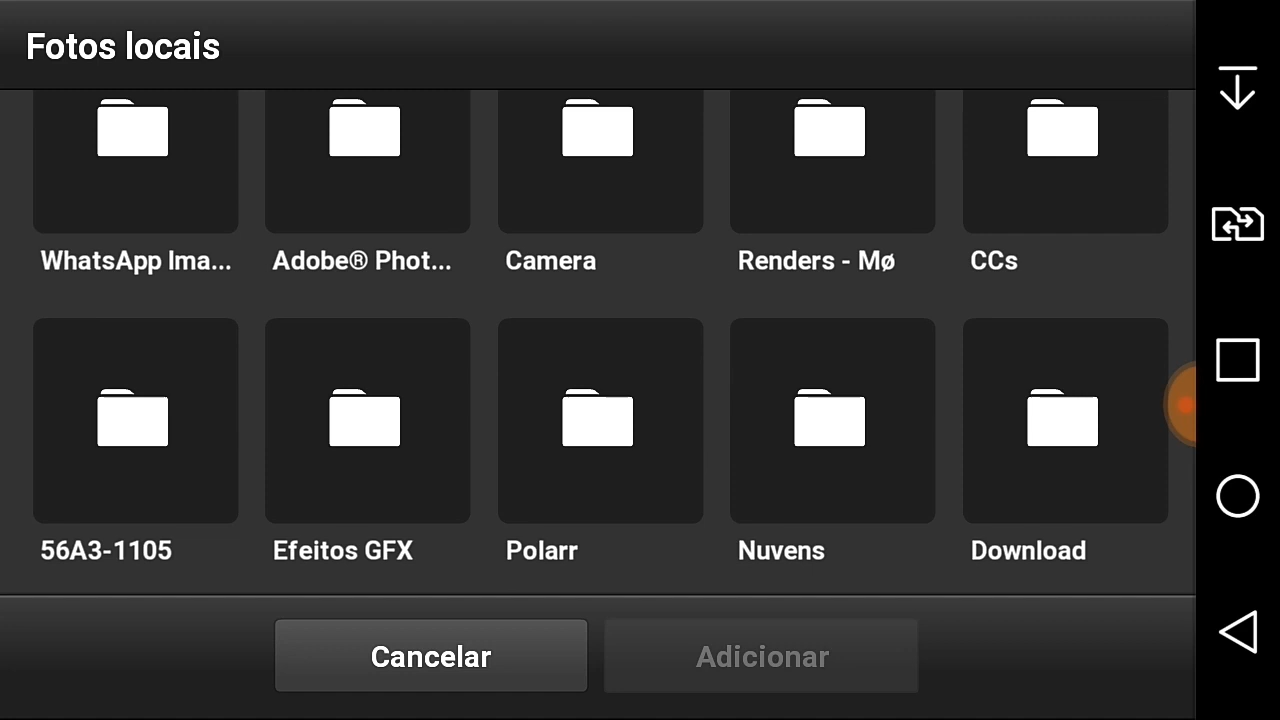 Fotos locais
WhatsApp Ima...
Adobe® Phot...
Camera
Renders - Mø
CCs
56A3-1105
Efeitos GFX
Polarr
Nuvens
Download
Cancelar
Adicionar